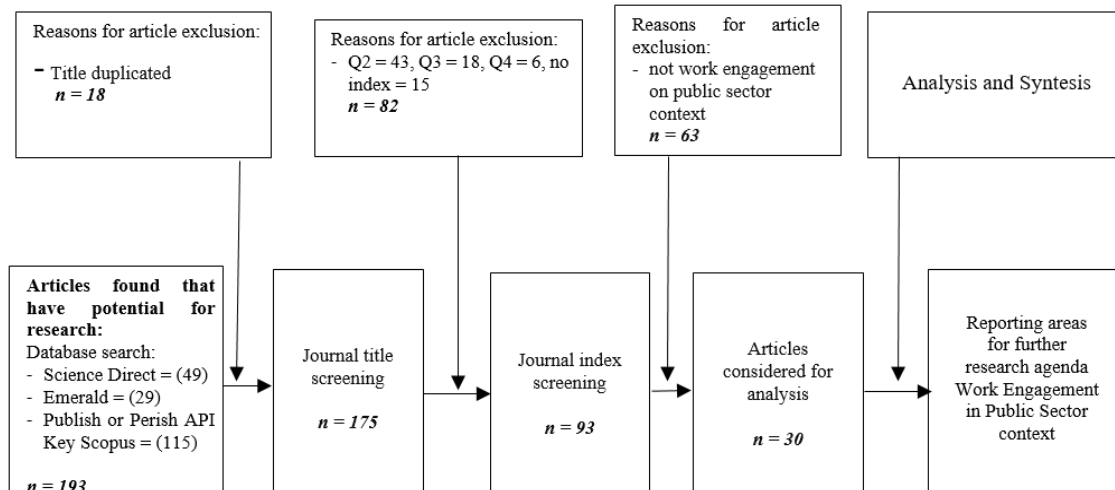 Reasons for article exclusion:
- Title duplicated
n = 18
Reasons for article exclusion:
- Q2 = 43, Q3 = 18, Q4 = 6, no
index = 15
n = 82
Reasons for article
exclusion:
- not work engagement
on public sector
context
n = 63
Analysis and Syntesis
Articles found that
have potential for
research:
Database search:
- Science Direct = (49)
- Emerald = (29)
- Publish or Perish API
Key Scopus = (115)
n = 193
Journal title
screening
n = 175
Journal index
screening
n = 93
Articles
considered for
analysis
n = 30
Reporting areas
for further
research agenda
Work Engagement
in Public Sector
context